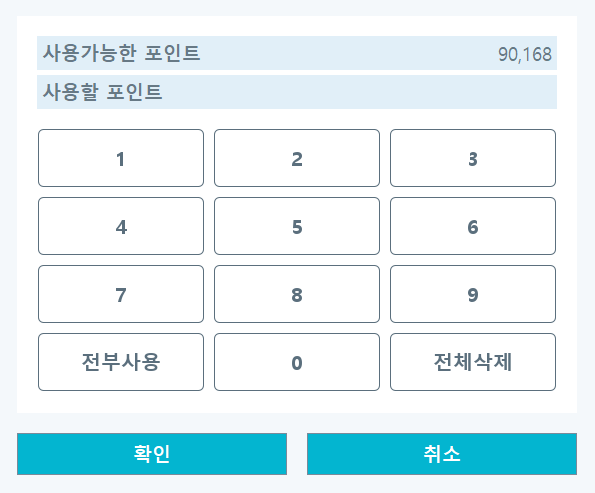 사용가능한 포인트 90,168
사용할 포인트
1 2 3
4 5 6
7 8 9
전부사용 0 전체삭제
확인 취소